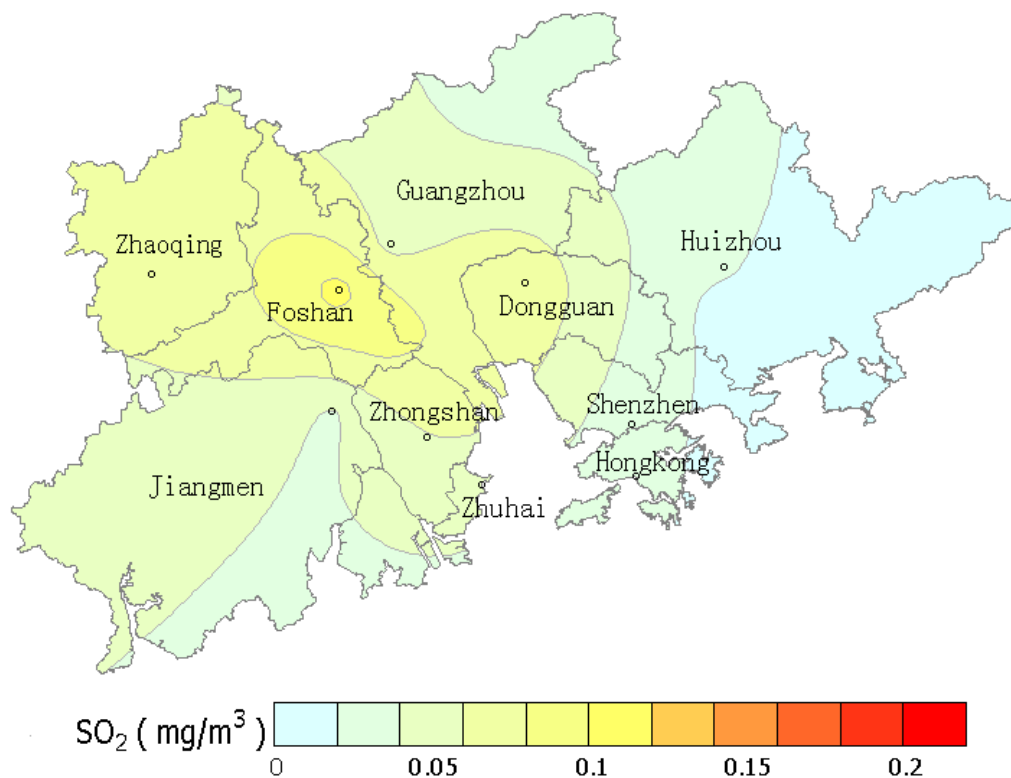 Guangzhou
Zhaoqing
Huizhou
Foshan
Dongguan
Zhongshan
Shenzhen
Hongkong
Jiangmen
Zhuhai
SO₂ ( mg/m³ )
0 0.05 0.1 0.15 0.2